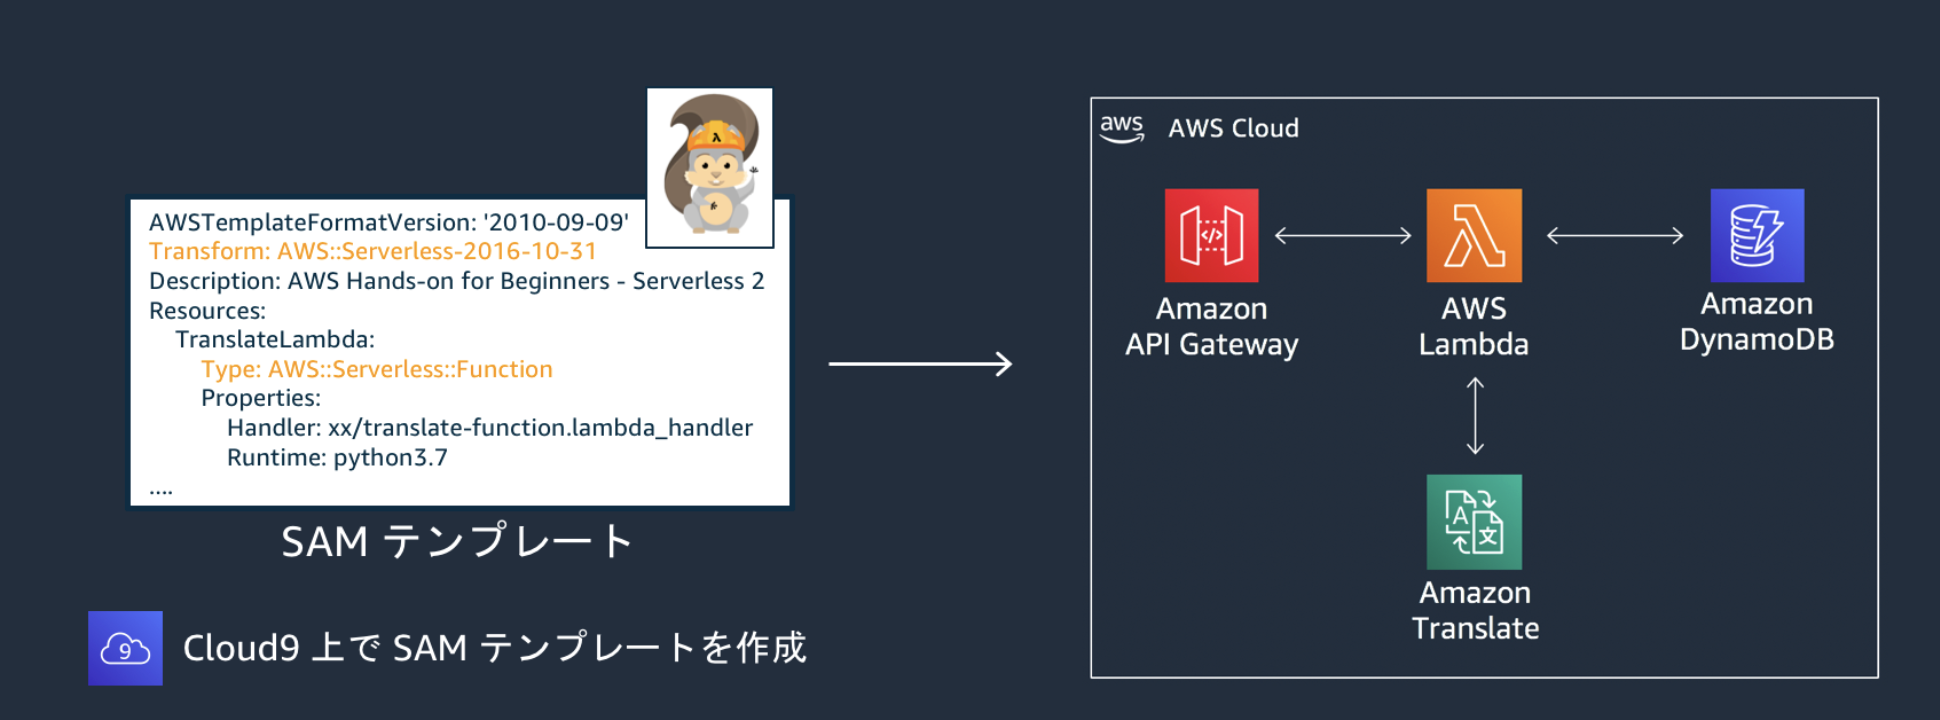 AWSTemplateFormatVersion: '2010-09-09'
Transform: AWS::Serverless-2016-10-31
Description: AWS Hands-on for Beginners - Serverless 2
Resources:
TranslateLambda:
Type: AWS::Serverless::Function
Properties:
Handler: xx/translate-function.lambda_handler
Runtime: python3.7
....
SAM テンプレート
9
Cloud9 上で SAM テンプレートを作成
aws
AWS Cloud
</>
Amazon
API Gateway
AWS
Lambda
Amazon
DynamoDB
A
文
Amazon
Translate